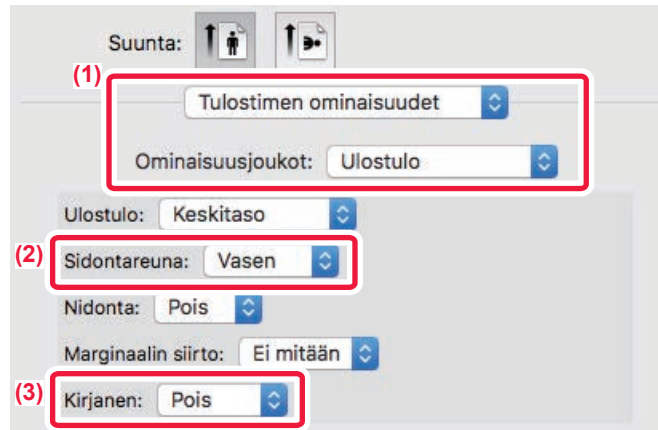 Suunta:
(1)
Tulostimen ominaisuudet
Ominaisuusjoukot: Ulostulo
Ulostulo: Keskitaso
(2) Sidontareuna: Vasen
Nidonta: Pois
Marginaalin siirto: Ei mitään
(3) Kirjanen: Pois